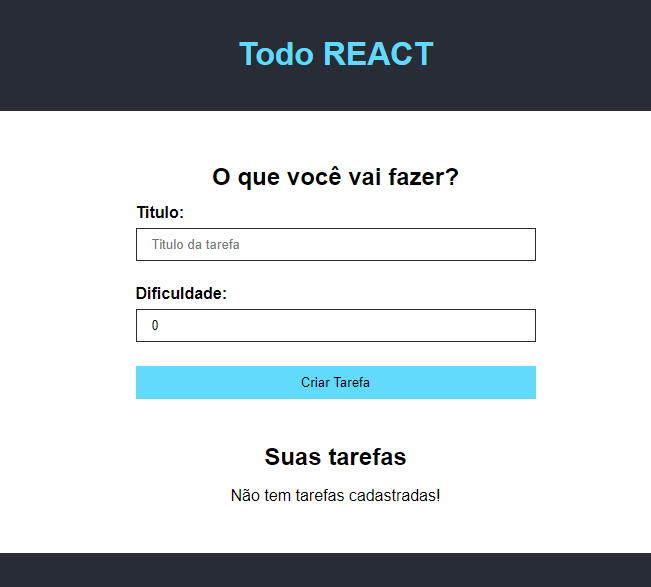 Todo REACT
O que você vai fazer?
Titulo:
Titulo da tarefa
Dificuldade:
0
Criar Tarefa
Suas tarefas
Não tem tarefas cadastradas!